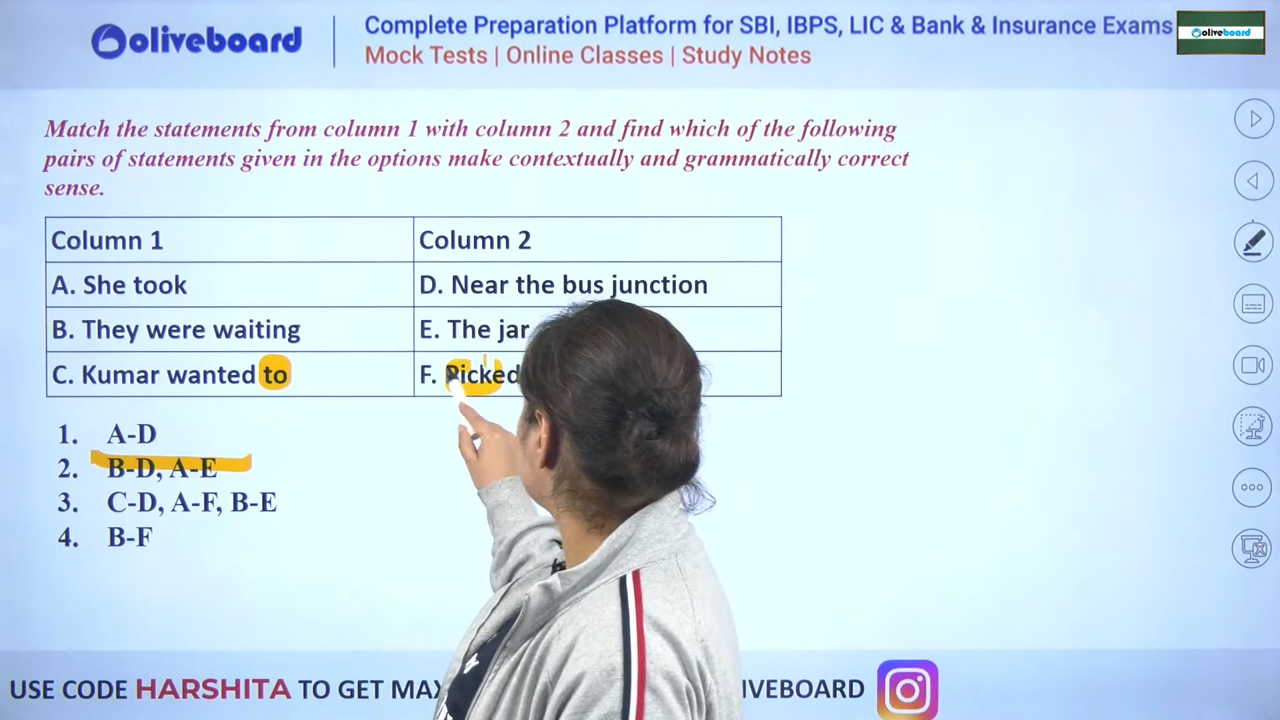 oliveboard
Complete Preparation Platform for SBI, IBPS, LIC & Bank & Insurance Exams
Mock Tests | Online Classes | Study Notes
oliveboard
Match the statements from column 1 with column 2 and find which of the following
pairs of statements given in the options make contextually and grammatically correct
sense.
Column 1 Column 2
A. She took D. Near the bus junction
B. They were waiting E. The jar
C. Kumar wanted to F. Picked
1. A-D
2. B-D, A-E
3. C-D, A-F, B-E
4. B-F
USE CODE HARSHITA TO GET